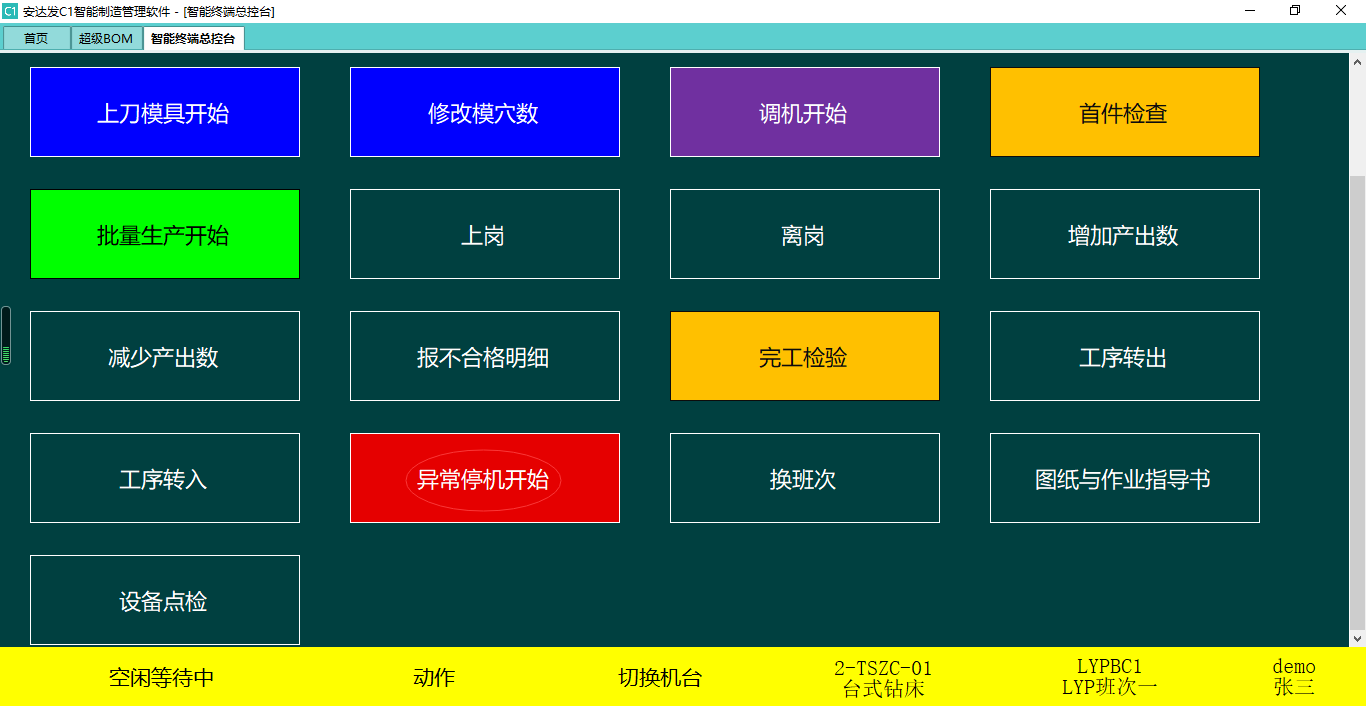 C1 安达发C1智能制造管理软件 - [智能终端总控台]
首页 超级BOM 智能终端总控台
上刀模具开始 修改模穴数 调机开始 首件检查
批量生产开始 上岗 离岗 增加产出数
减少产出数 报不合格明细 完工检验 工序转出
工序转入 异常停机开始 换班次 图纸与作业指导书
设备点检
空闲等待中 动作 切换机台
2-TSZC-01
台式钻床
LYPBC1
LYP班次一
demo
张三